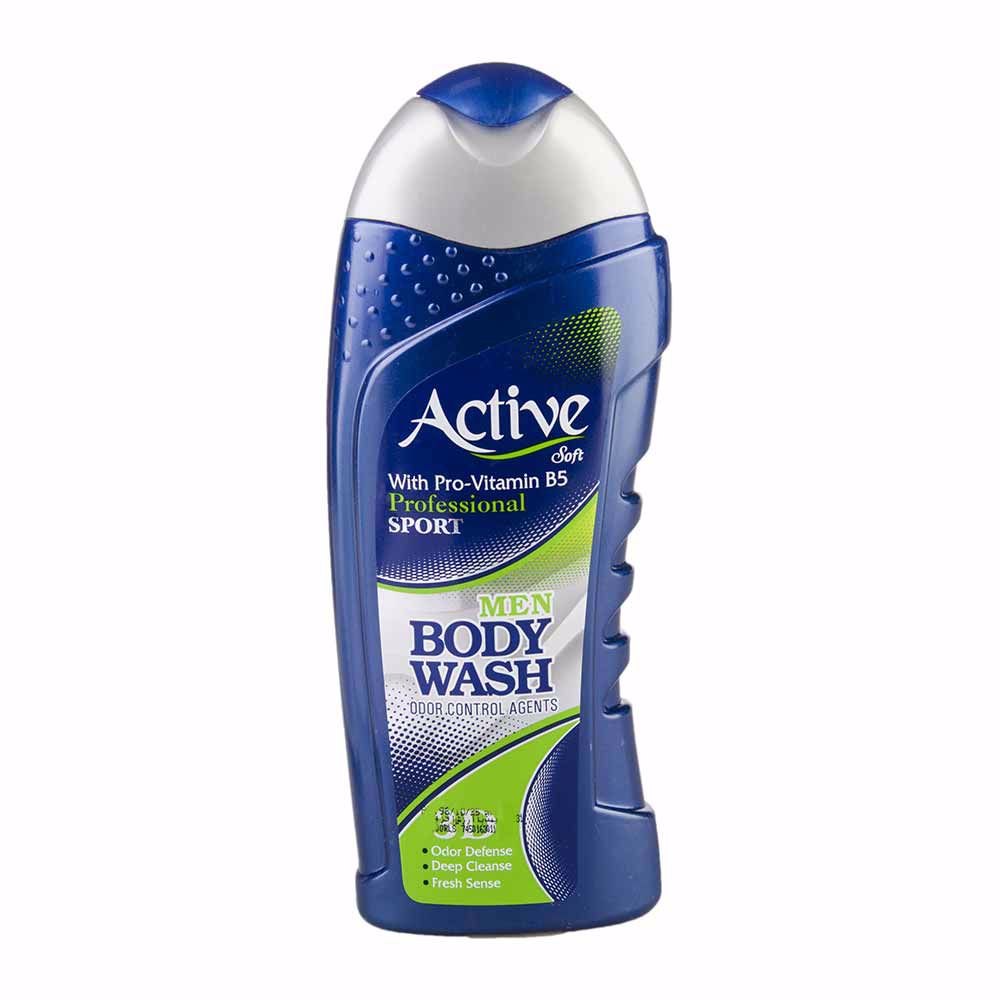 Active
Soft
With Pro-Vitamin B5
Professional
SPORT
MEN
BODY
WASH
ODOR CONTROL AGENTS
3D
• Odor Defense
• Deep Cleanse
• Fresh Sense